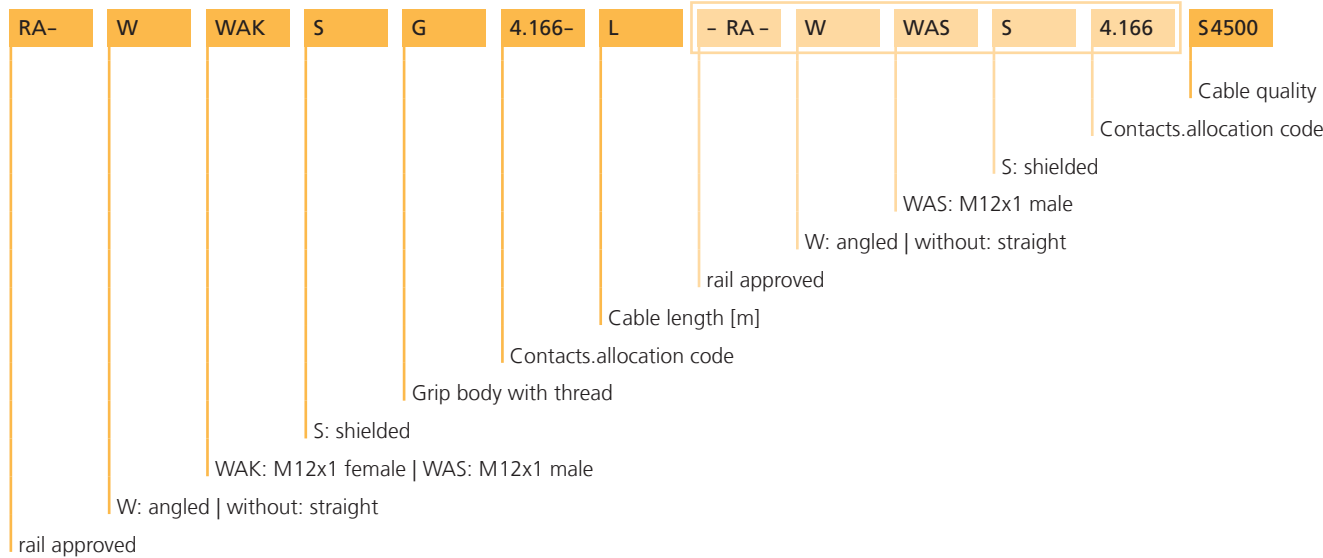 RA– W WAK S G 4.166– L – RA – W WAS S 4.166 S4500
Cable quality
Contacts.allocation code
S: shielded
WAS: M12x1 male
W: angled | without: straight
rail approved
Cable length [m]
Contacts.allocation code
Grip body with thread
S: shielded
WAK: M12x1 female | WAS: M12x1 male
W: angled | without: straight
rail approved